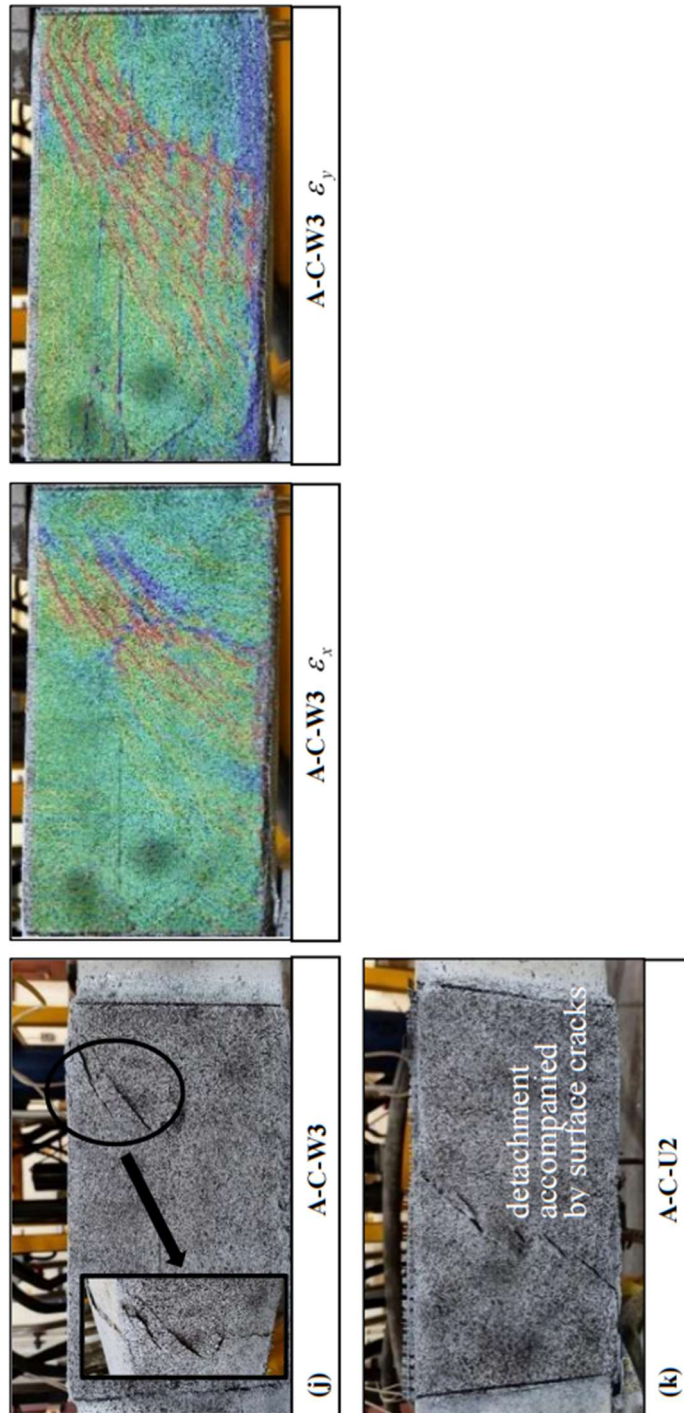 (j)
A-C-W3
A-C-W3 εx
A-C-W3 εy
detachment
accompanied
by surface cracks
(k)
A-C-U2